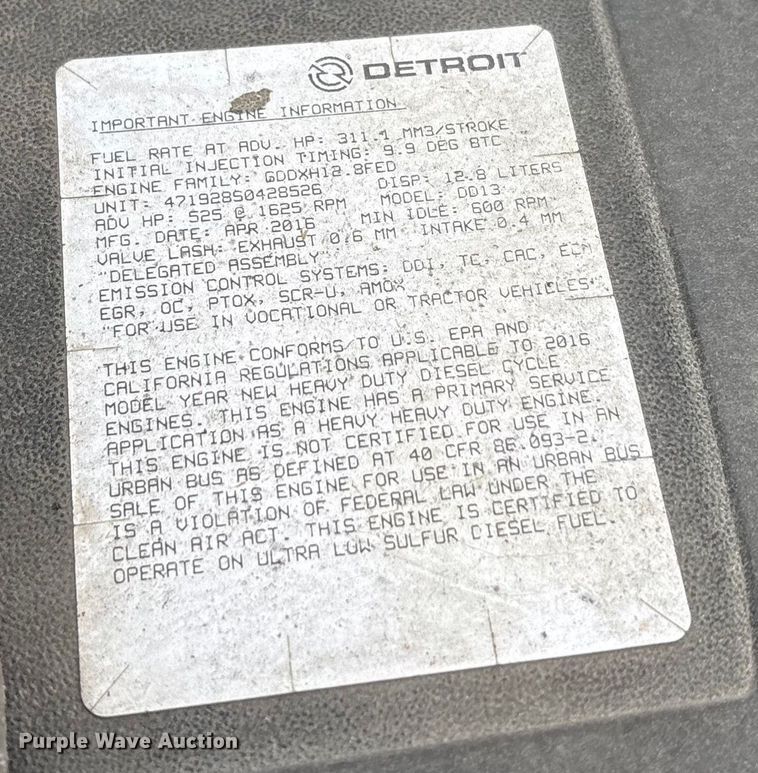 DETROIT
IMPORTANT ENGINE INFORMATION
FUEL RATE AT ADV. HP: 311.1 MM3/STROKE
INITIAL INJECTION TIMING: 9.9 DEG BTC
ENGINE FAMILY: GDDXH12.8FED
UNIT: 471928S0428526 DISP: 12.8 LITERS
ADV HP: 525 @ 1625 RPM MODEL: DD13
MFG. DATE: APR 2016 MIN IDLE: 600 RPM
VALVE LASH: EXHAUST 0.6 MM INTAKE 0.4 MM
"DELEGATED ASSEMBLY"
EMISSION CONTROL SYSTEMS: DDI, TC, CAC, ECM
EGR, OC, PTOX, SCR-U, AMOX
"FOR USE IN VOCATIONAL OR TRACTOR VEHICLES"
THIS ENGINE CONFORMS TO U.S. EPA AND
CALIFORNIA REGULATIONS APPLICABLE TO 2016
MODEL YEAR NEW HEAVY DUTY DIESEL CYCLE
ENGINES. THIS ENGINE HAS A PRIMARY SERVICE
APPLICATION AS A HEAVY HEAVY DUTY ENGINE.
THIS ENGINE IS NOT CERTIFIED FOR USE IN AN
URBAN BUS AS DEFINED AT 40 CFR 86.093-2.
SALE OF THIS ENGINE FOR USE IN AN URBAN BUS
IS A VIOLATION OF FEDERAL LAW UNDER THE
CLEAN AIR ACT. THIS ENGINE IS CERTIFIED TO
OPERATE ON ULTRA LOW SULFUR DIESEL FUEL.
Purple Wave Auction